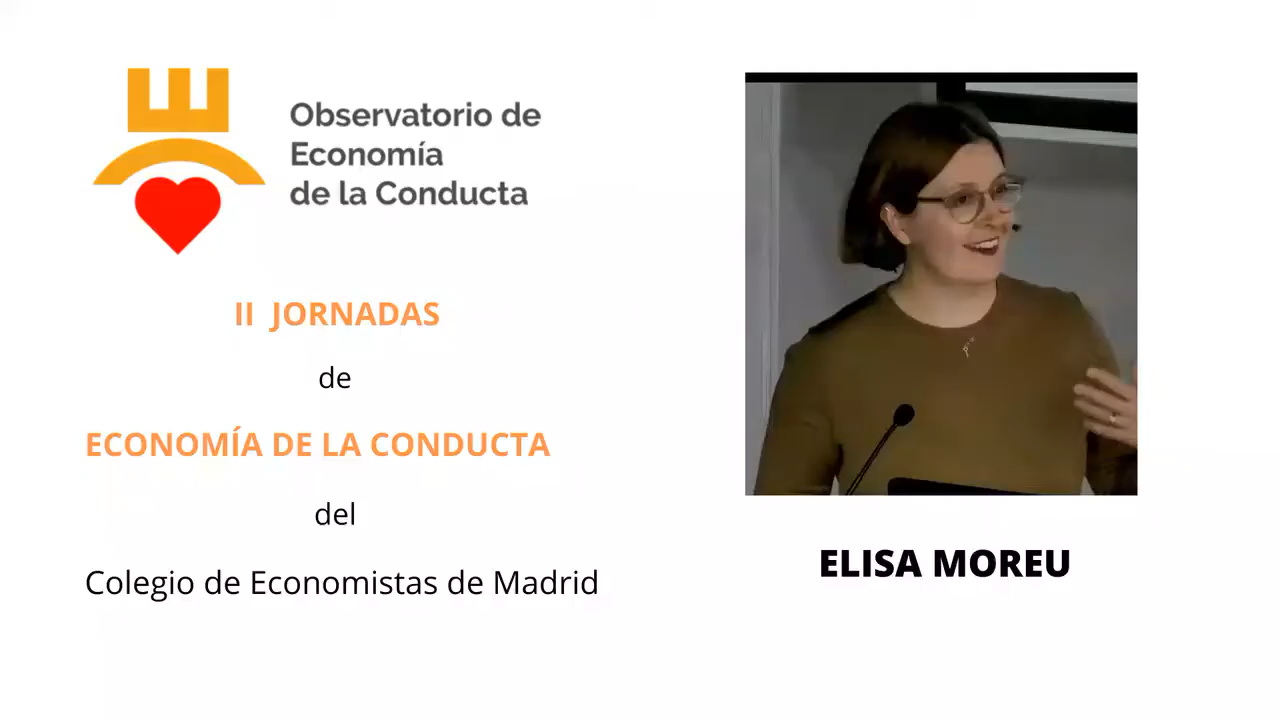 Observatorio de
Economía
de la Conducta
II JORNADAS
de
ECONOMÍA DE LA CONDUCTA
del
Colegio de Economistas de Madrid
ELISA MOREU